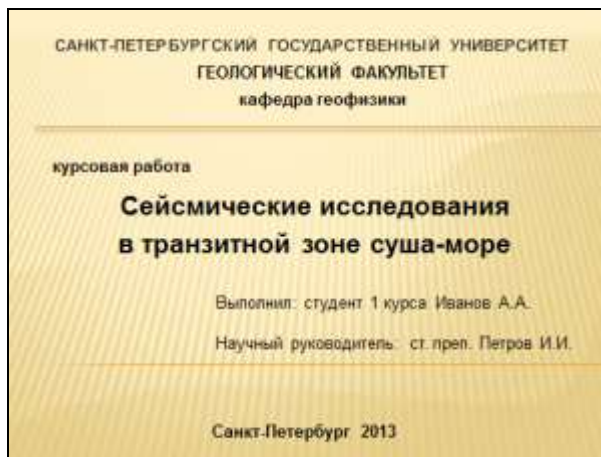 САНКТ-ПЕТЕРБУРГСКИЙ ГОСУДАРСТВЕННЫЙ УНИВЕРСИТЕТ
ГЕОЛОГИЧЕСКИЙ ФАКУЛЬТЕТ
кафедра геофизики
курсовая работа
Сейсмические исследования
в транзитной зоне суша-море
Выполнил: студент 1 курса Иванов А.А.
Научный руководитель: ст. преп. Петров И.И.
Санкт-Петербург 2013